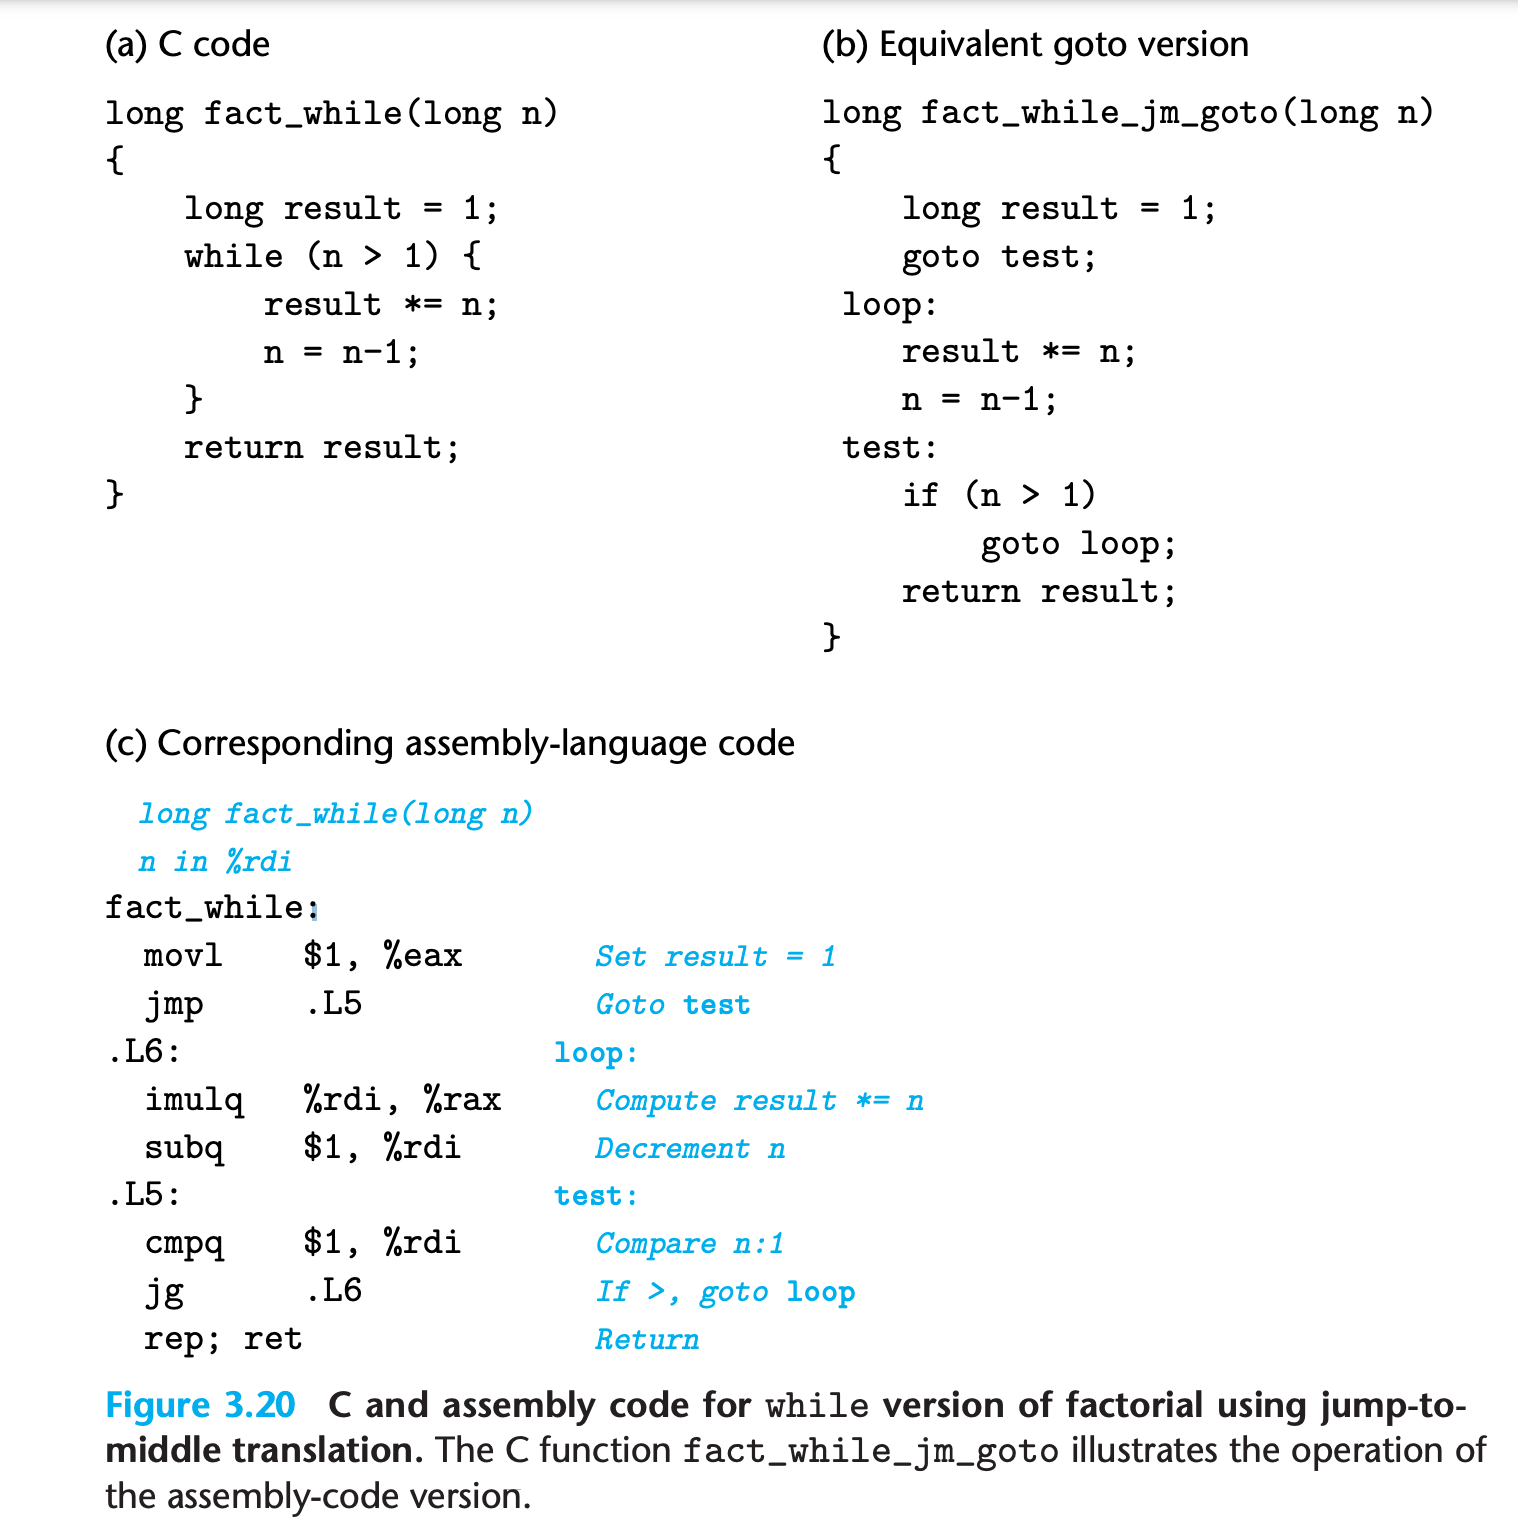 (a) C code
long fact_while(long n)
{
    long result = 1;
    while (n > 1) {
        result *= n;
        n = n-1;
    }
    return result;
}
(b) Equivalent goto version
long fact_while_jm_goto(long n)
{
    long result = 1;
    goto test;
 loop:
    result *= n;
    n = n-1;
 test:
    if (n > 1)
        goto loop;
    return result;
}
(c) Corresponding assembly-language code
long fact_while(long n)
n in %rdi
fact_while:
  movl    $1, %eax    Set result = 1
  jmp     .L5    Goto test
.L6:    loop:
  imulq   %rdi, %rax    Compute result *= n
  subq    $1, %rdi    Decrement n
.L5:    test:
  cmpq    $1, %rdi    Compare n:1
  jg      .L6    If >, goto loop
  rep; ret    Return
Figure 3.20 C and assembly code for while version of factorial using jump-to-
middle translation. The C function fact_while_jm_goto illustrates the operation of
the assembly-code version.